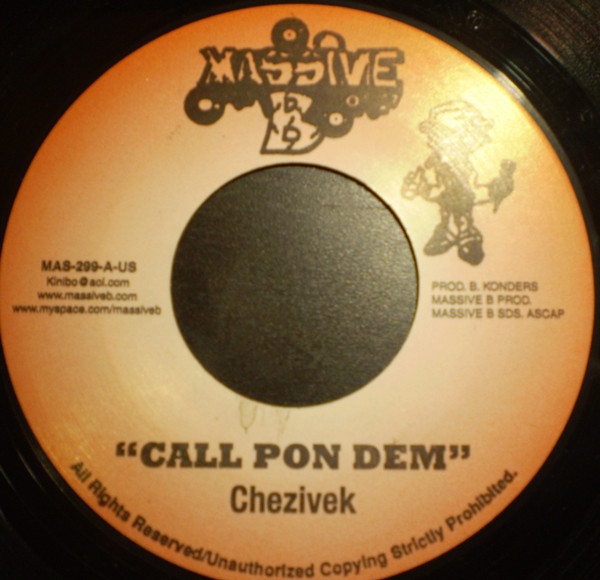 MASSIVE
B
MAS-299-A-US
Kinibo@aol.com
www.massiveb.com
www.myspace.com/massiveb
PROD. B. KONDERS
MASSIVE B PROD.
MASSIVE B SDS. ASCAP
“CALL PON DEM”
Chezivek
All Rights Reserved/Unauthorized Copying Strictly Prohibited.